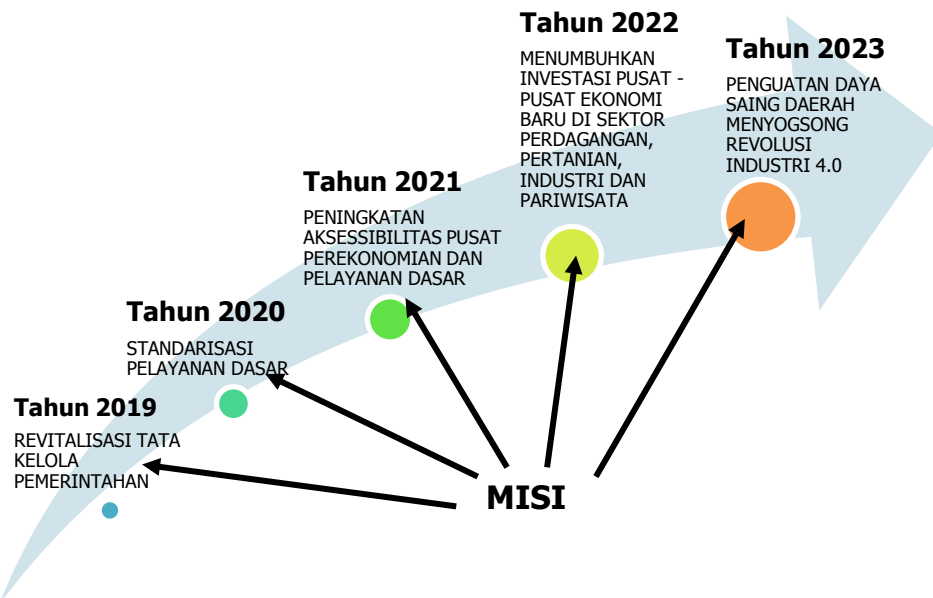 Tahun 2019
REVITALISASI TATA
KELOLA
PEMERINTAHAN
Tahun 2020
STANDARISASI
PELAYANAN DASAR
Tahun 2021
PENINGKATAN
AKSESSIBILITAS PUSAT
PEREKONOMIAN DAN
PELAYANAN DASAR
Tahun 2022
MENUMBUHKAN
INVESTASI PUSAT -
PUSAT EKONOMI
BARU DI SEKTOR
PERDAGANGAN,
PERTANIAN,
INDUSTRI DAN
PARIWISATA
Tahun 2023
PENGUATAN DAYA
SAING DAERAH
MENYOGSONG
REVOLUSI
INDUSTRI 4.0
MISI